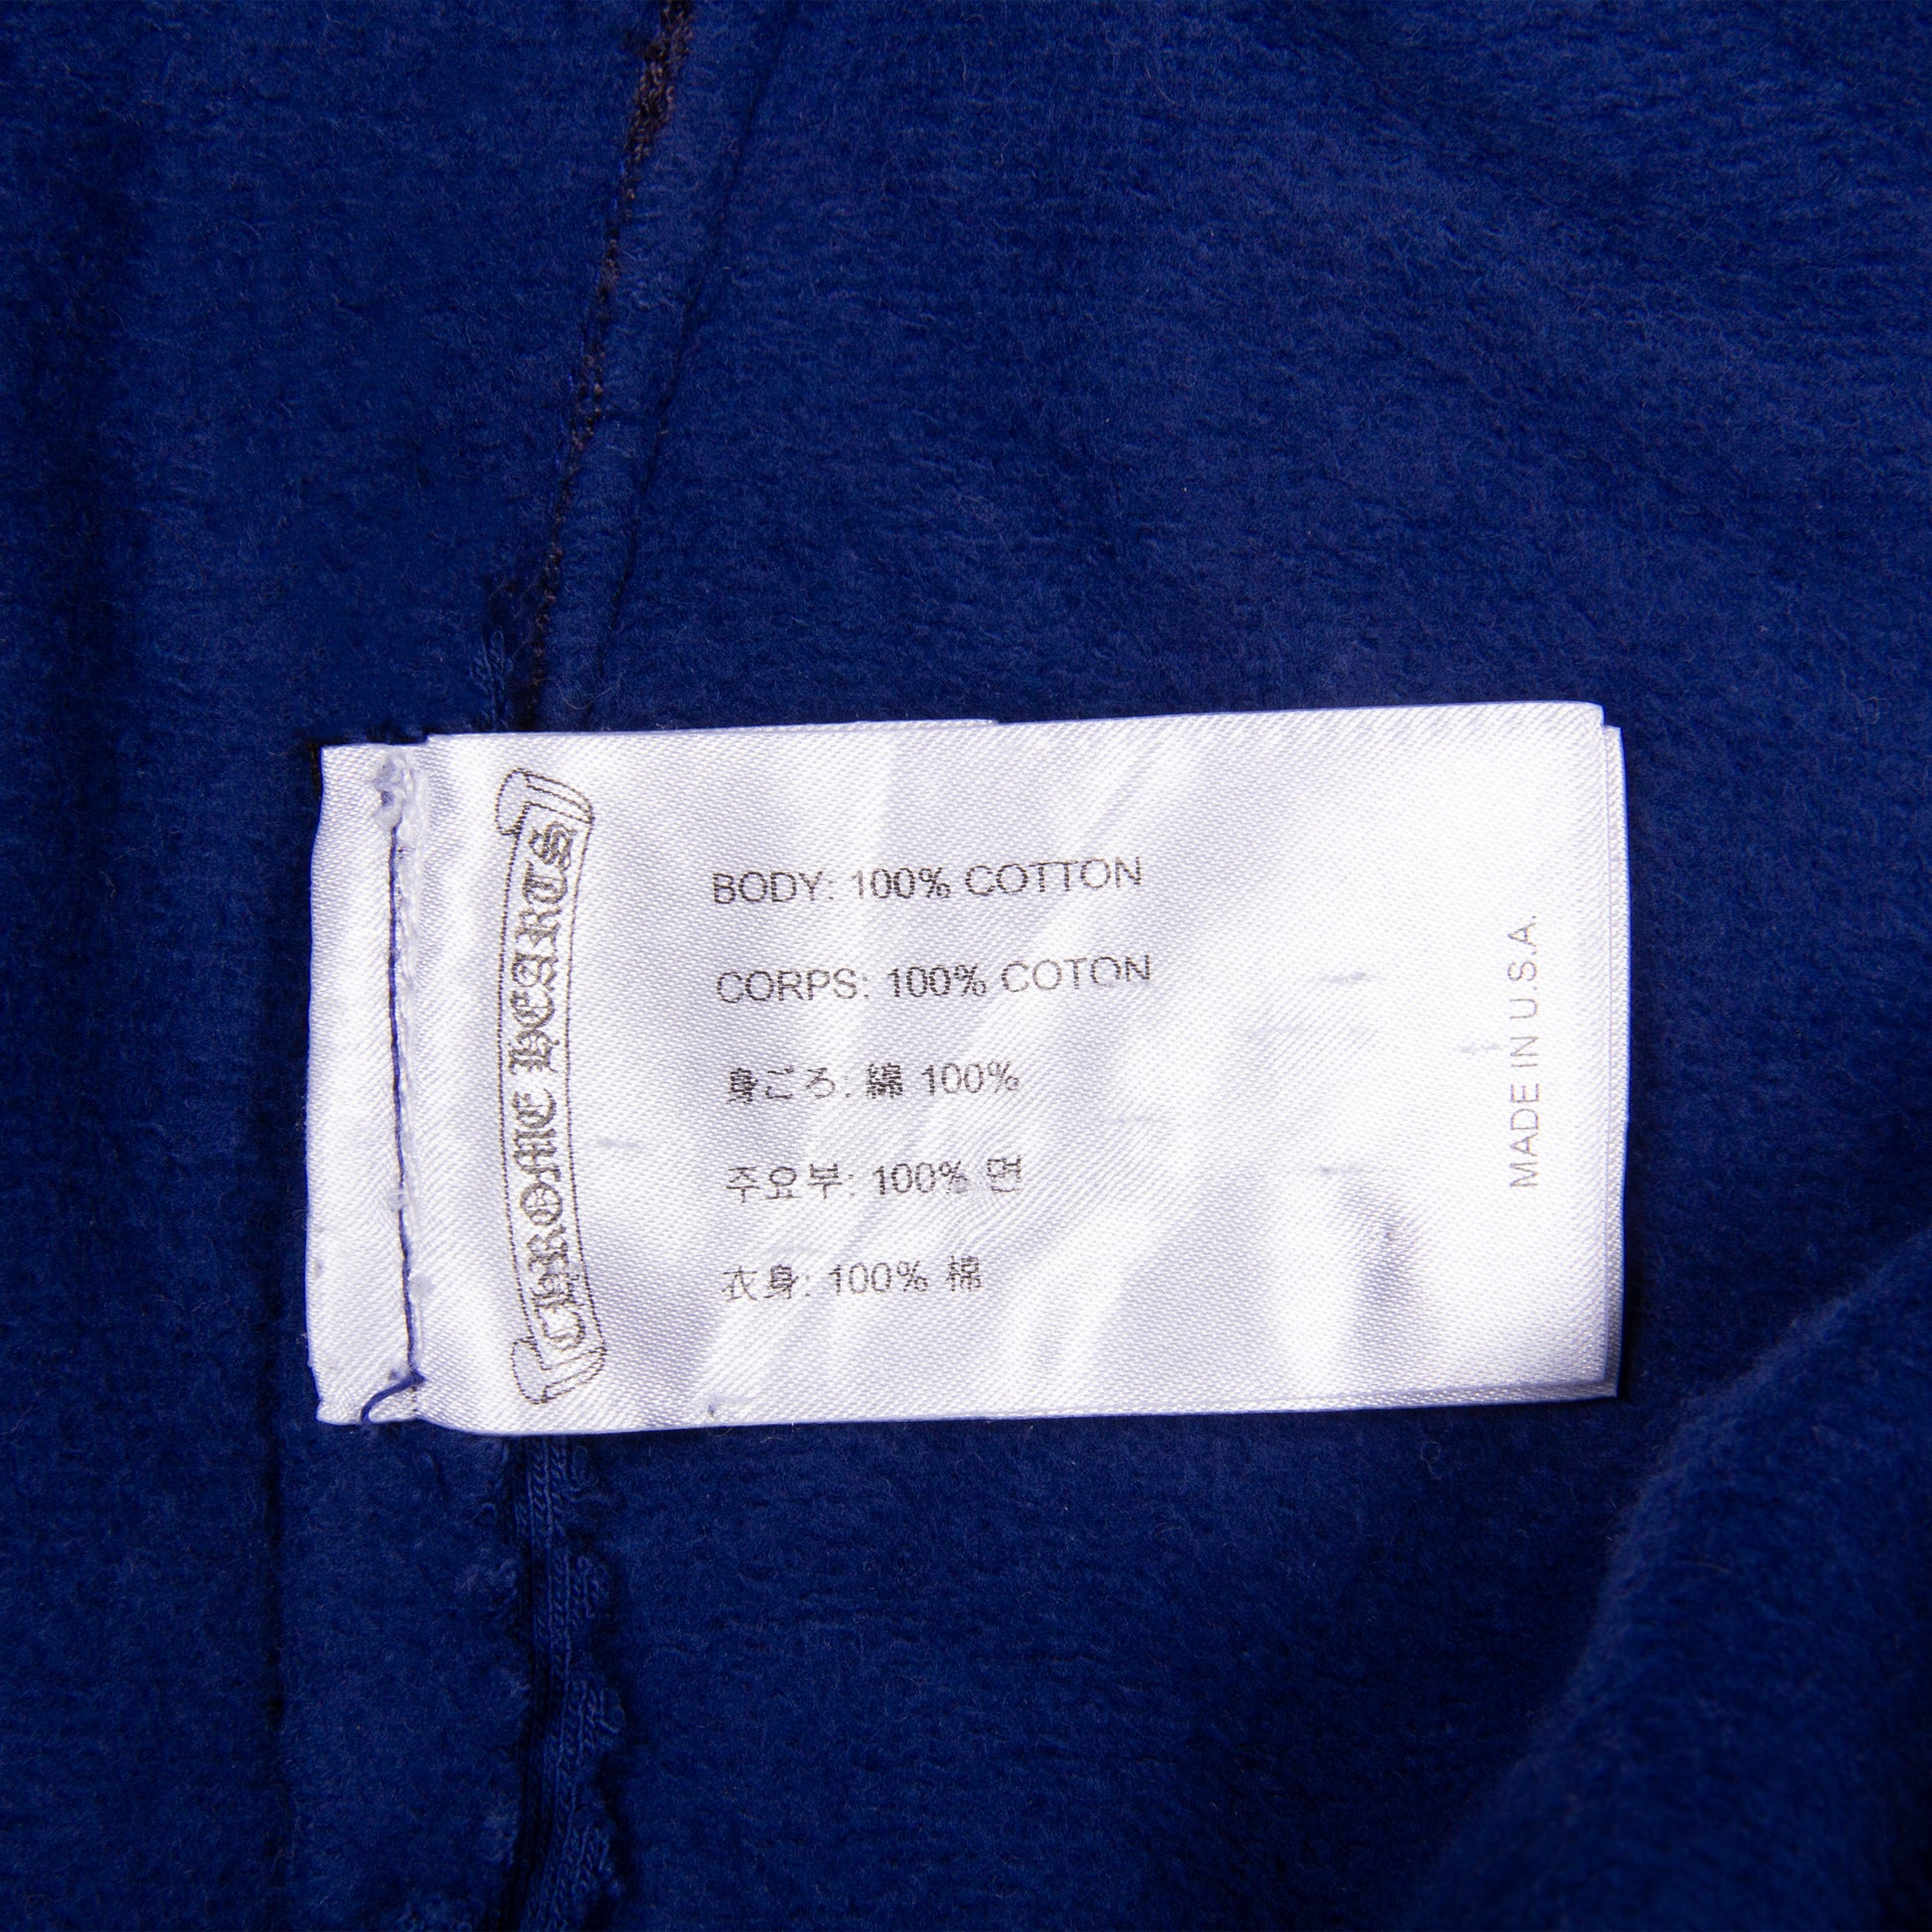 CHROME HEARTS
BODY: 100% COTTON
CORPS: 100% COTON
身ごろ: 綿 100%
주요부: 100% 면
衣身: 100% 棉
MADE IN U.S.A.